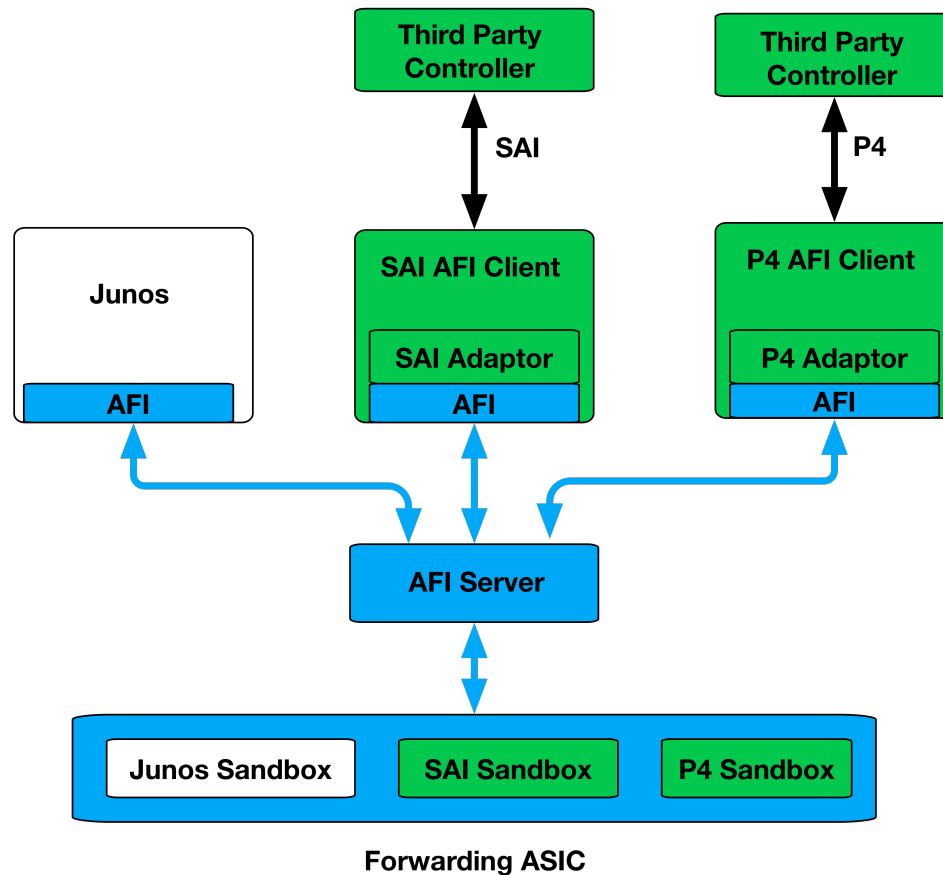 Third Party
Controller
Third Party
Controller
SAI
P4
Junos
SAI AFI Client
P4 AFI Client
SAI Adaptor
P4 Adaptor
AFI
AFI
AFI
AFI Server
Junos Sandbox
SAI Sandbox
P4 Sandbox
Forwarding ASIC